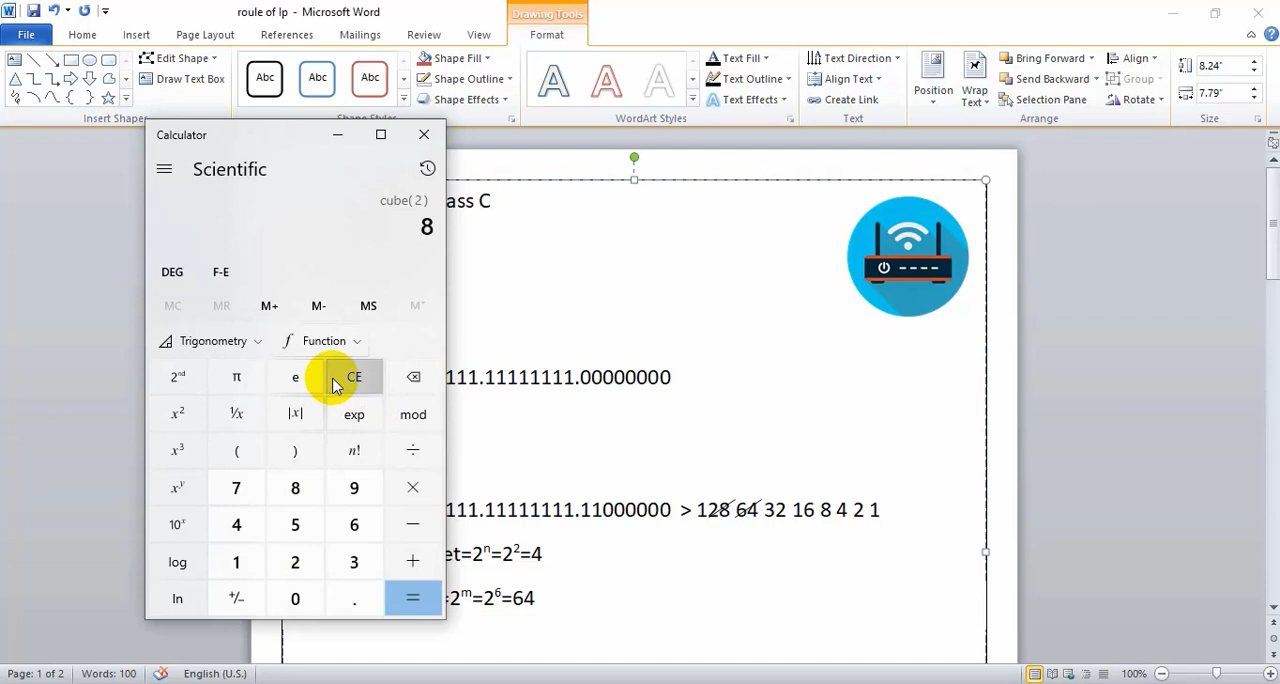 roule of Ip - Microsoft Word
Drawing Tools
File Home Insert Page Layout References Mailings Review View Format
Abc Abc Abc
Edit Shape
Draw Text Box
Shape Fill
Shape Outline
Shape Effects
A A A
Text Fill
Text Outline
Text Effects
Text Direction
Align Text
Create Link
Position
Wrap Text
Bring Forward
Send Backward
Selection Pane
Align
Group
Rotate
8.24"
7.79"
Insert Shapes
WordArt Styles
Text
Arrange
Size
Calculator
Scientific
cube( 2 )
8
DEG F-E
MC MR M+ M- MS
Trigonometry Function
2ⁿᵈ π e CE
x² ¹/x |x| exp mod
x³ ( ) n! ÷
xʸ 7 8 9 ×
10ˣ 4 5 6 −
log 1 2 3 +
ln +/- 0 . =
ass C
111.11111111.00000000
111.11111111.11000000 > 128 64 32 16 8 4 2 1
et=2ⁿ=2²=4
=2ᵐ=2⁶=64
Page: 1 of 2 Words: 100 English (U.S.) 100%